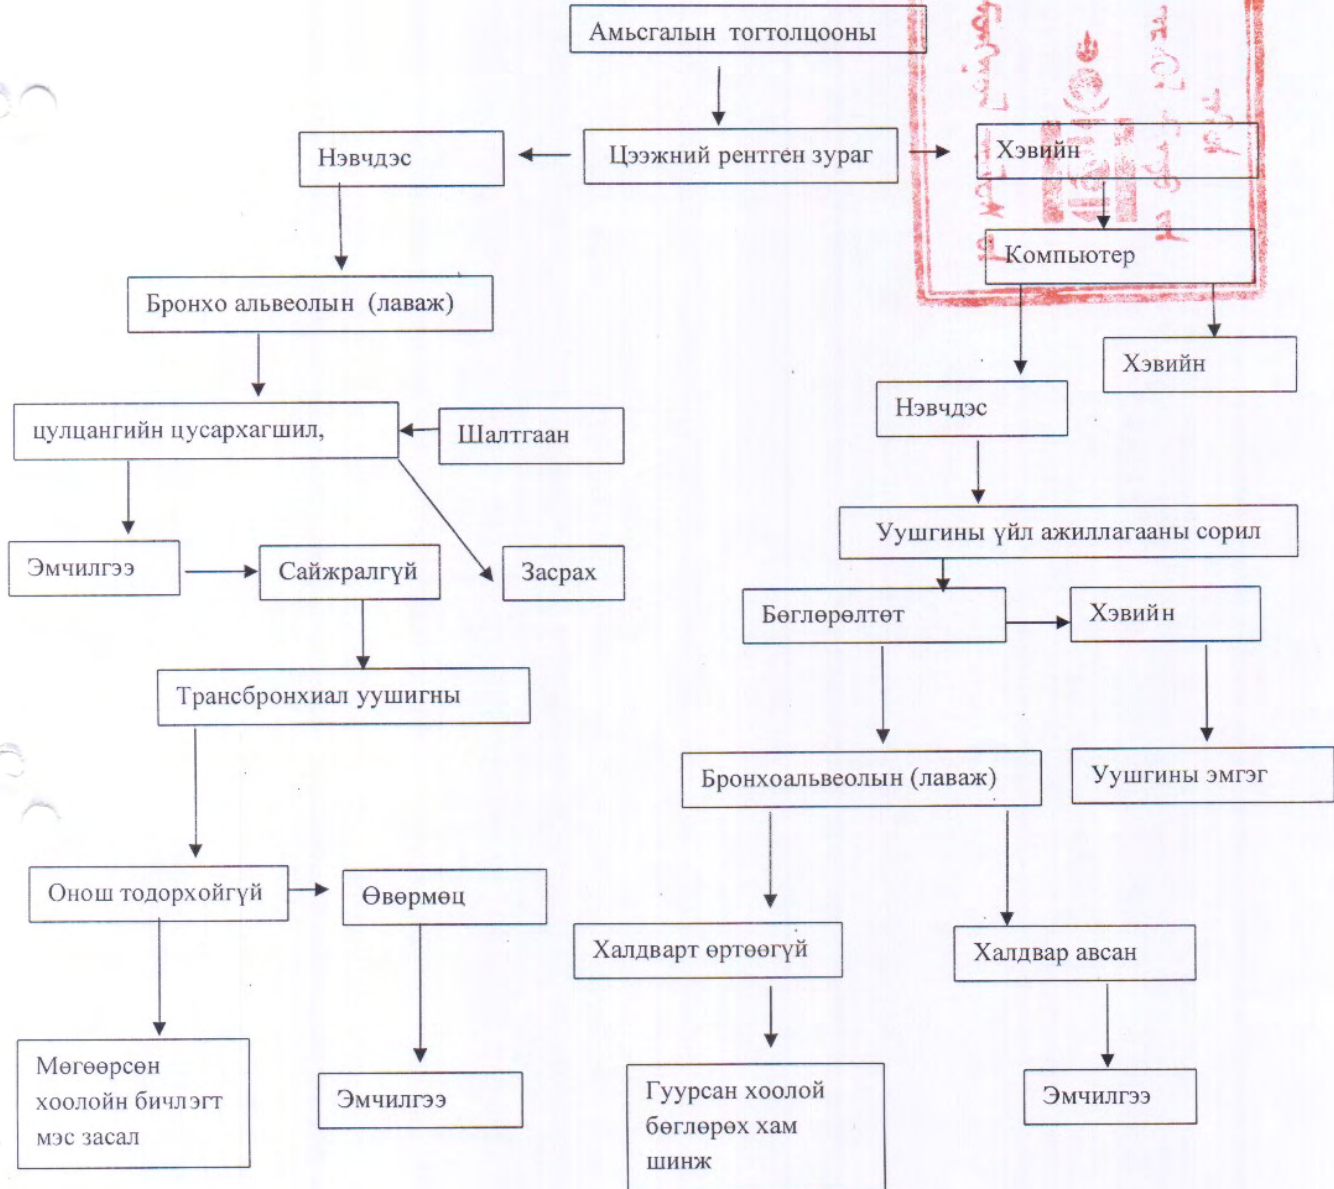 Амьсгалын тогтолцооны
Нэвчдэс
Цээжний рентген зураг
Хэвийн
Компьютер
Бронхо альвеолын (лаваж)
Хэвийн
Нэвчдэс
цулцангийн цусархагшил,
Шалтгаан
Уушгины үйл ажиллагааны сорил
Эмчилгээ
Сайжралгүй
Засрах
Бөглөрөлтөт
Хэвийн
Трансбронхиал уушигны
Бронхоальвеолын (лаваж)
Уушгины эмгэг
Онош тодорхойгүй
Өвөрмөц
Халдварт өртөөгүй
Халдвар авсан
Мөгөөрсөн
хоолойн бичлэгт
мэс засал
Эмчилгээ
Гуурсан хоолой
бөглөрөх хам
шинж
Эмчилгээ